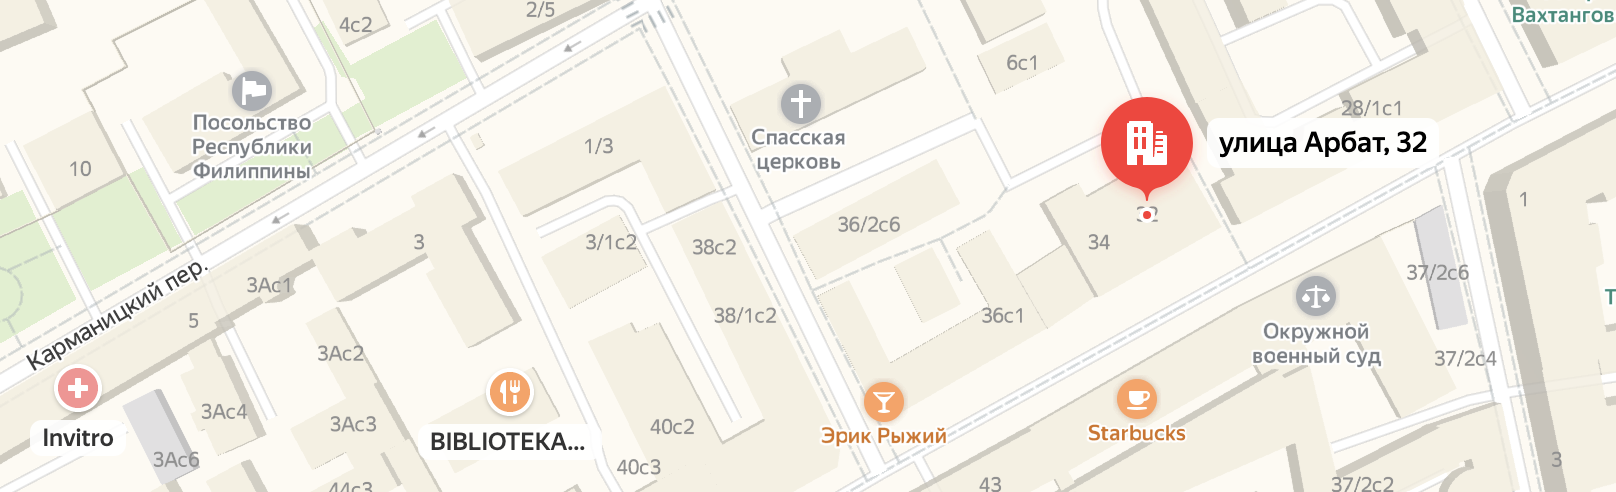 2/5
4с2
Вахтангов
6с1
Посольство
Республики
Филиппины
28/1с1
Спасская
церковь
улица Арбат, 32
1/3
10
1
36/2с6
3
3/1с2
38с2
34
Карманицкий пер.
3Ас1
37/2с6
5
38/1с2
36с1
Окружной
военный суд
3Ас2
37/2с4
3Ас4
3Ас3
40с2
Invitro
BIBLIOTEKA...
Эрик Рыжий
Starbucks
3Ас6
40с3
44с3
43
37/2с2
3